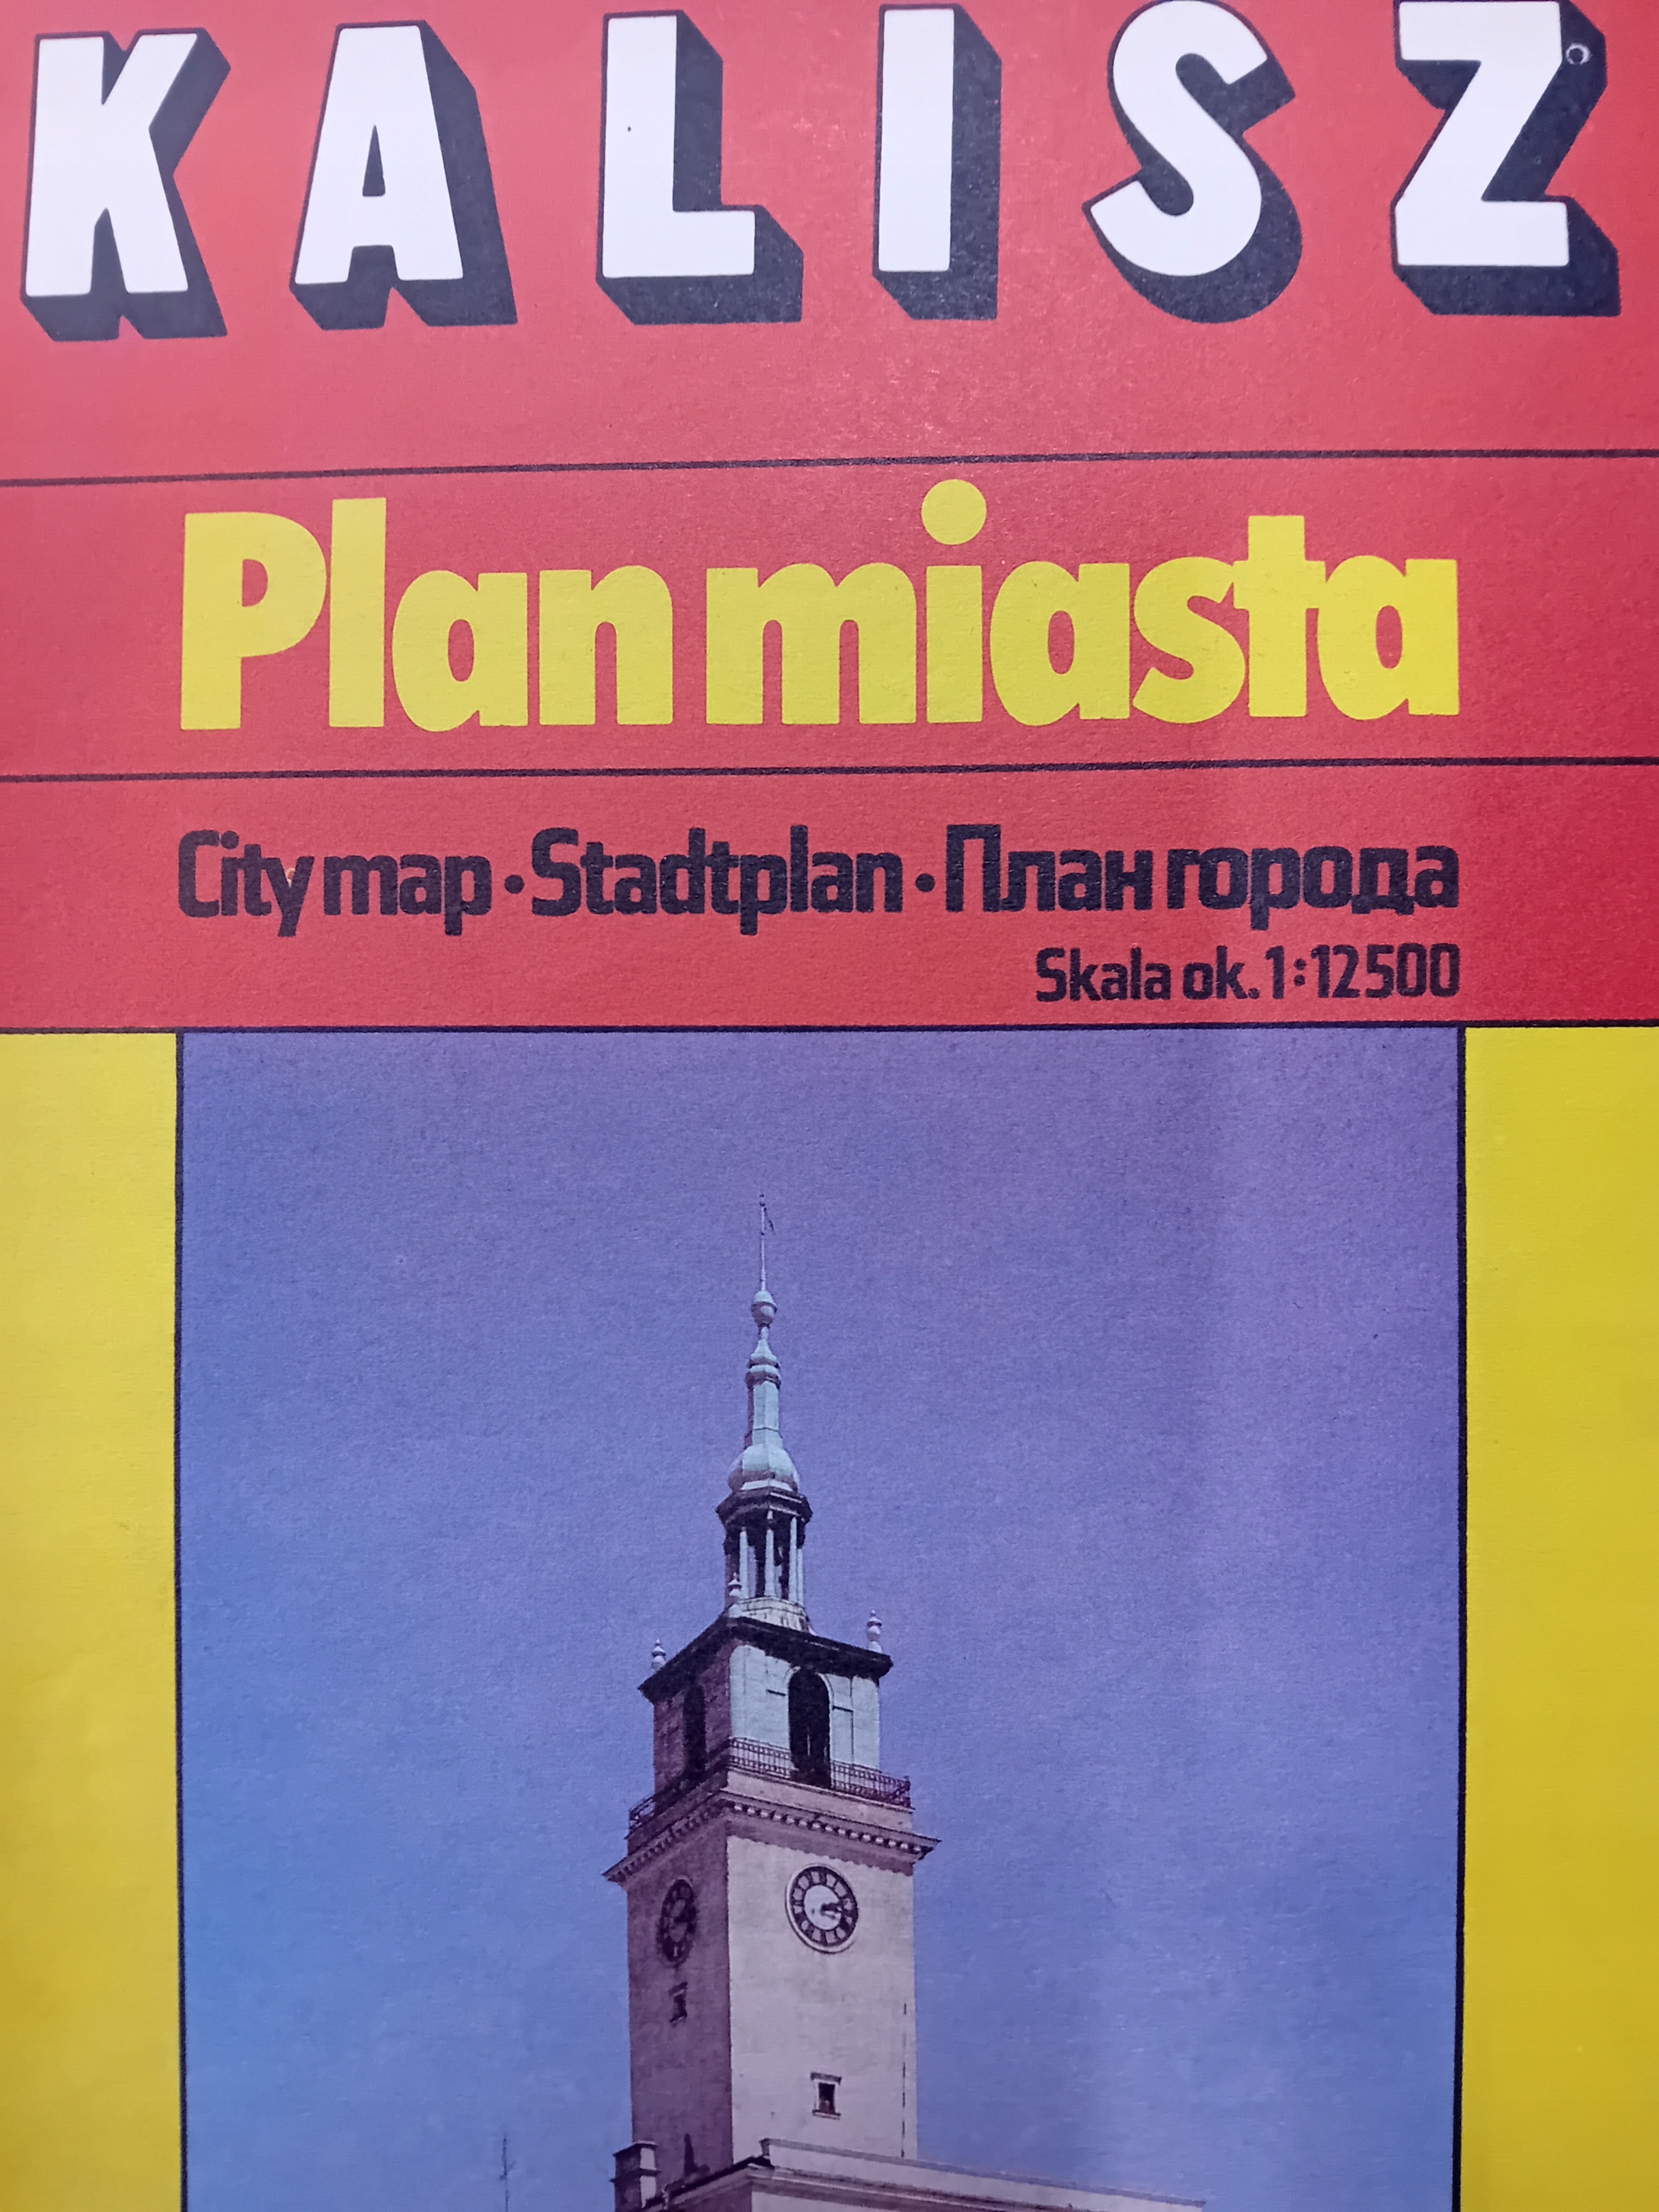 KALISZ
Plan miasta
City map • Stadtplan • План города
Skala ok. 1:12500